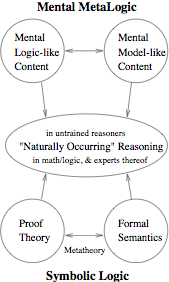 Mental MetaLogic
Mental
Logic-like
Content
Mental
Model-like
Content
in untrained reasoners
"Naturally Occurring" Reasoning
in math/logic, & experts thereof
Proof
Theory
Formal
Semantics
Metatheory
Symbolic Logic